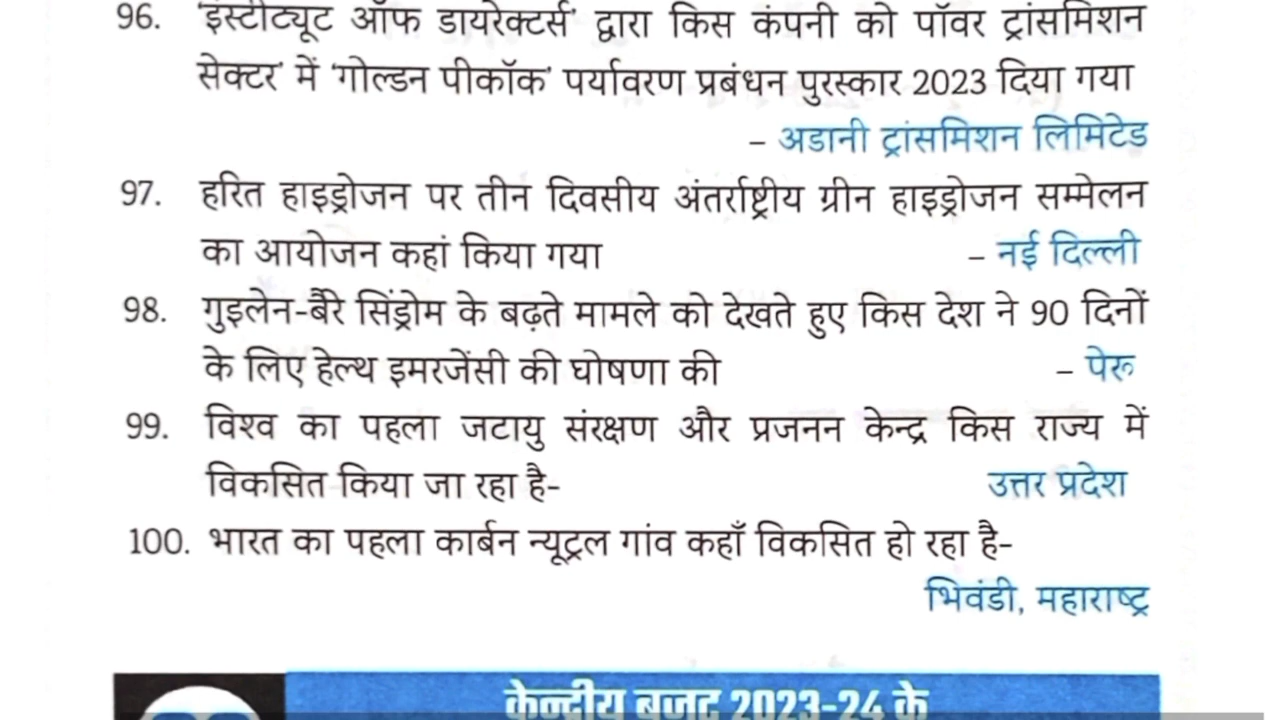 96. 'इंस्टीट्यूट ऑफ डायरेक्टर्स' द्वारा किस कंपनी को पॉवर ट्रांसमिशन
सेक्टर' में 'गोल्डन पीकॉक' पर्यावरण प्रबंधन पुरस्कार 2023 दिया गया
– अडानी ट्रांसमिशन लिमिटेड
97. हरित हाइड्रोजन पर तीन दिवसीय अंतर्राष्ट्रीय ग्रीन हाइड्रोजन सम्मेलन
का आयोजन कहां किया गया – नई दिल्ली
98. गुइलेन-बैरे सिंड्रोम के बढ़ते मामले को देखते हुए किस देश ने 90 दिनों
के लिए हेल्थ इमरजेंसी की घोषणा की – पेरू
99. विश्व का पहला जटायु संरक्षण और प्रजनन केन्द्र किस राज्य में
विकसित किया जा रहा है- उत्तर प्रदेश
100. भारत का पहला कार्बन न्यूट्रल गांव कहाँ विकसित हो रहा है-
भिवंडी, महाराष्ट्र
केन्द्रीय बजट 2023-24 के